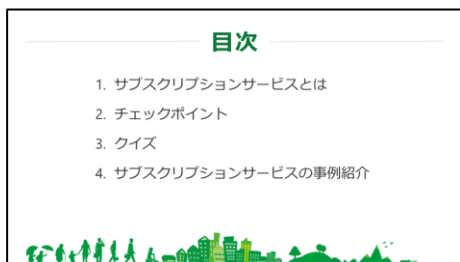 目次
1. サブスクリプションサービスとは
2. チェックポイント
3. クイズ
4. サブスクリプションサービスの事例紹介